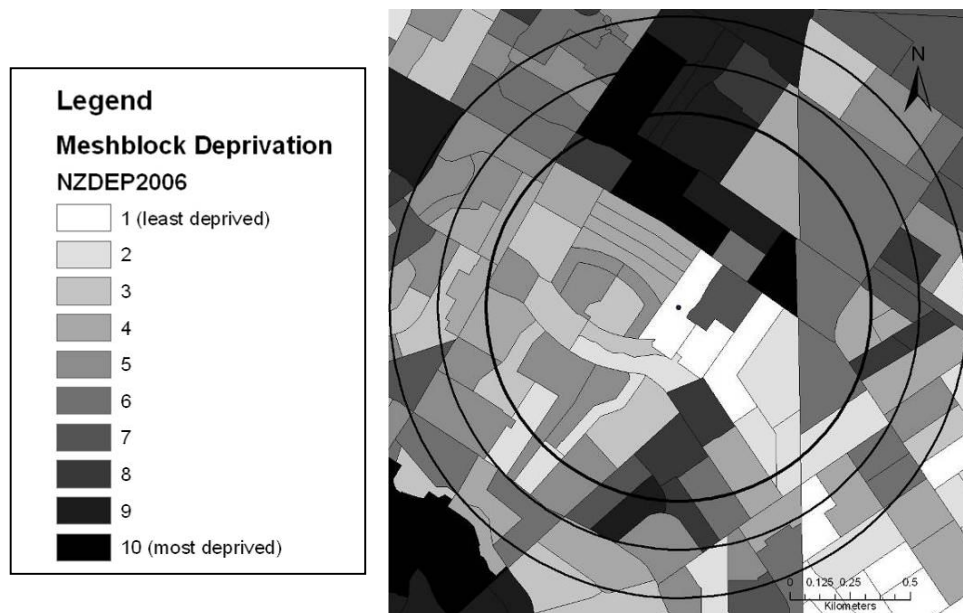 Legend
Meshblock Deprivation
NZDEP2006
1 (least deprived)
2
3
4
5
6
7
8
9
10 (most deprived)
N
0 0.125 0.25 0.5
Kilometers